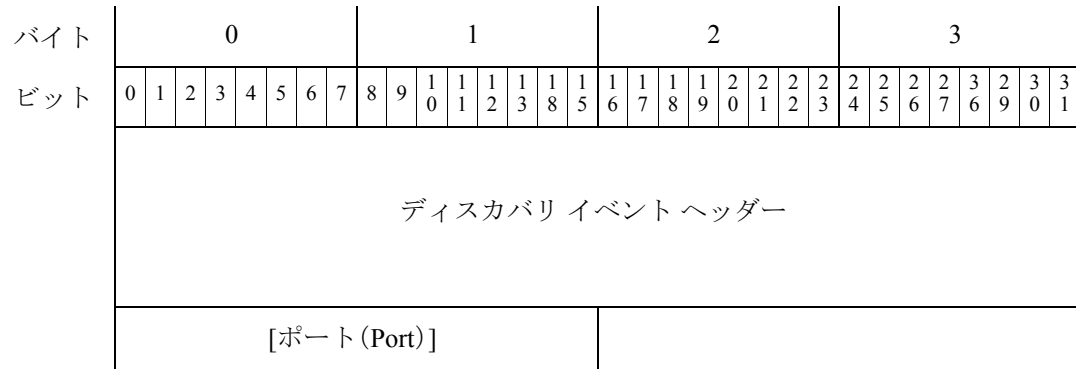 バイト 0 1 2 3
ビット 0 1 2 3 4 5 6 7 8 9 10 11 12 13 18 15 16 17 18 19 20 21 22 23 24 25 26 27 36 29 30 31
ディスカバリ イベント ヘッダー
[ポート(Port)]